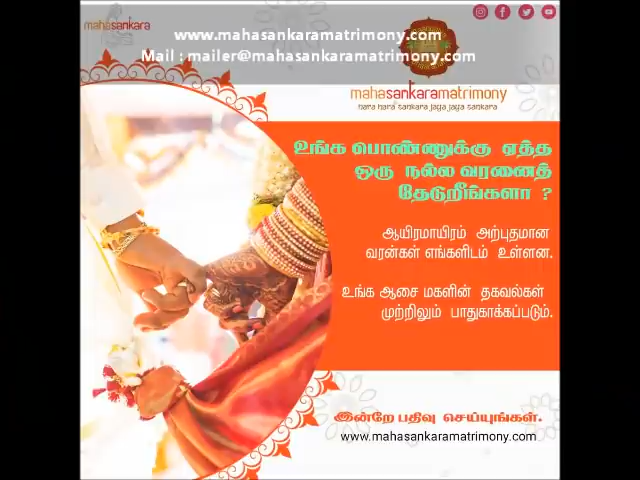 mahasankara
www.mahasankaramatrimony.com
Mail : mailer@mahasankaramatrimony.com
mahasankaramatrimony
hara hara sankara jaya jaya sankara
உங்க பொண்ணுக்கு ஏத்த
ஒரு நல்ல வரனைத்
தேடுறீங்களா ?
ஆயிரமாயிரம் அற்புதமான
வரன்கள் எங்களிடம் உள்ளன.
உங்க ஆசை மகளின் தகவல்கள்
முற்றிலும் பாதுகாக்கப்படும்.
இன்றே பதிவு செய்யுங்கள்.
www.mahasankaramatrimony.com